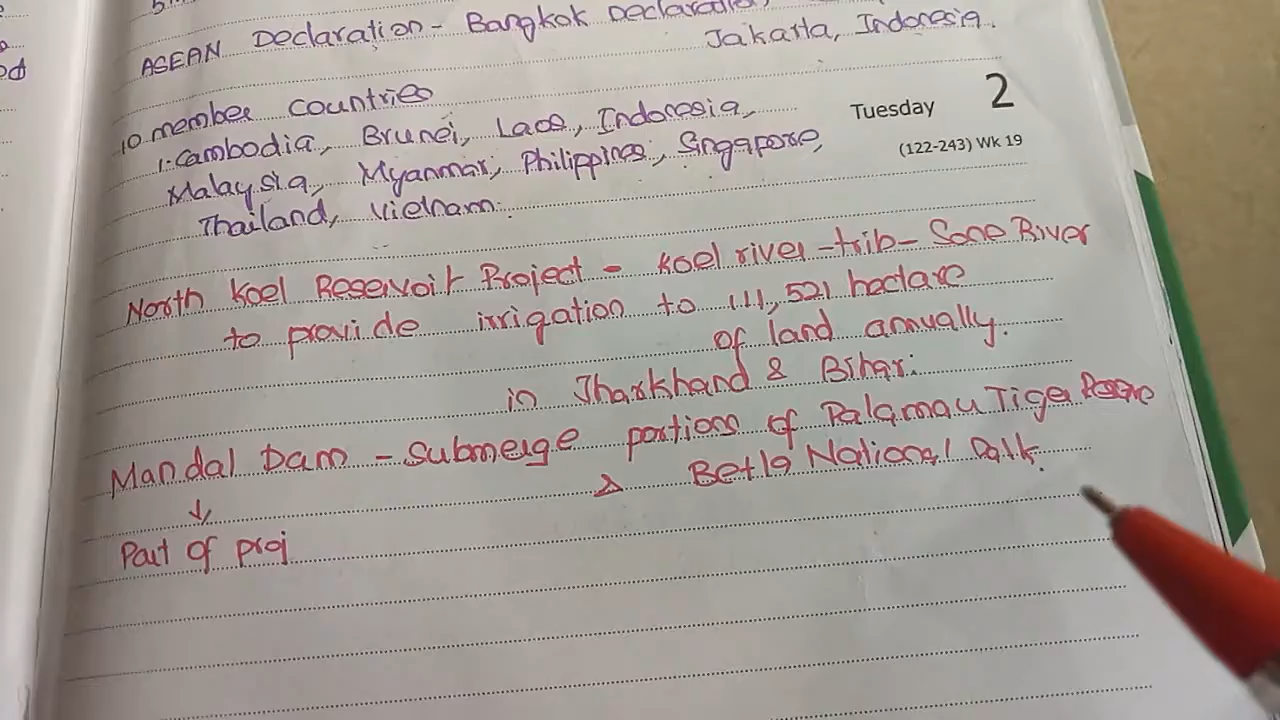 ASEAN Declaration - Bangkok Declaration,
Jakarta, Indonesia.
10 member countries
Tuesday 2
(122-243) Wk 19
1. Cambodia, Brunei, Laos, Indonesia,
Malaysia, Myanmar, Philippines, Singapore,
Thailand, Vietnam.
North Koel Reservoir Project - Koel river - trib - Sone River
to provide irrigation to 111,521 hectare
of land annually.
in Jharkhand & Bihar.
Mandal Dam - Submerge portions of Palamau Tiger Reserve
& Betla National Park.
↓
Part of proj